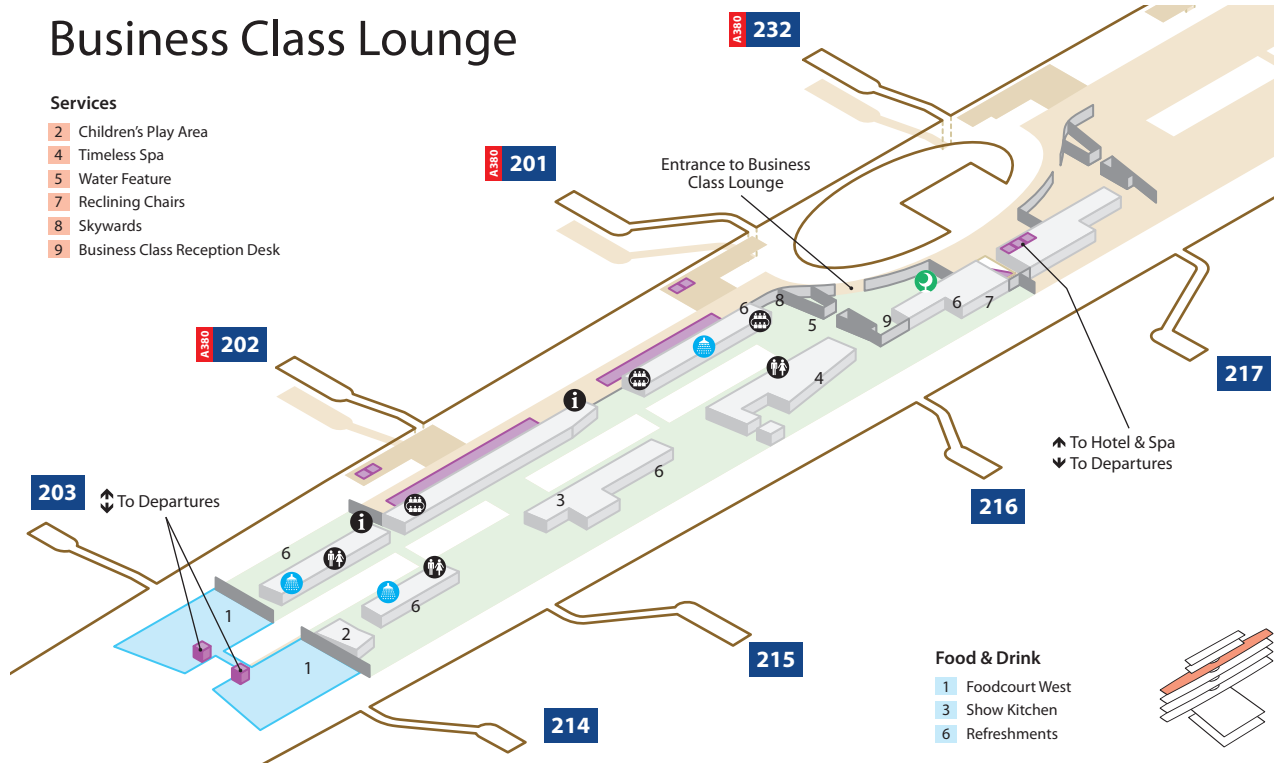 Business Class Lounge
Services
2 Children's Play Area
4 Timeless Spa
5 Water Feature
7 Reclining Chairs
8 Skywards
9 Business Class Reception Desk
A380 232
A380 201
Entrance to Business
Class Lounge
A380 202
6
8
5
9
6
7
4
217
To Hotel & Spa
To Departures
203
To Departures
i
i
6
3
6
216
6
1
6
2
1
215
214
Food & Drink
1 Foodcourt West
3 Show Kitchen
6 Refreshments